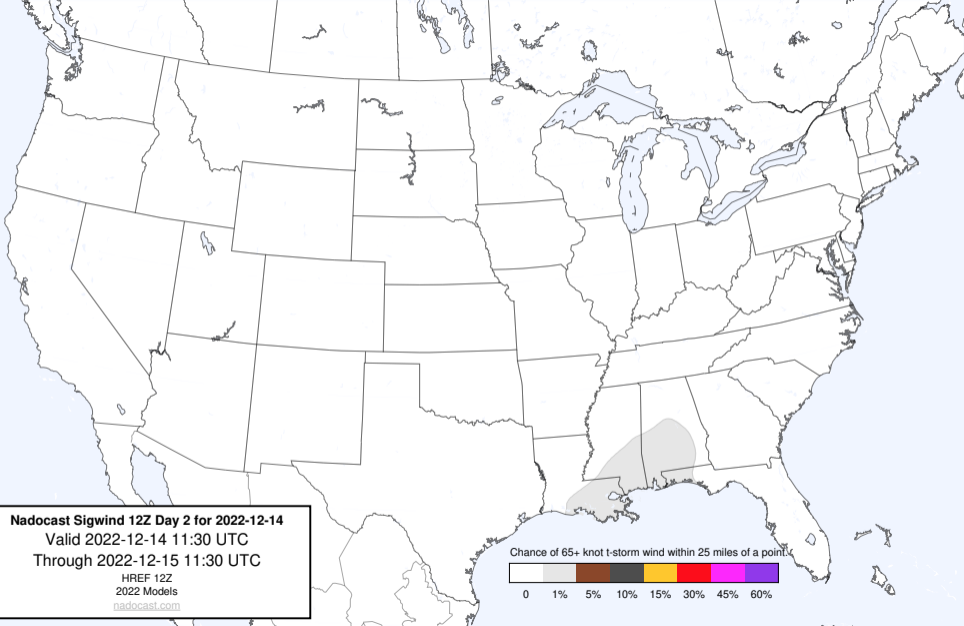 Nadocast Sigwind 12Z Day 2 for 2022-12-14
Valid 2022-12-14 11:30 UTC
Through 2022-12-15 11:30 UTC
HREF 12Z
2022 Models
nadocast.com
Chance of 65+ knot t-storm wind within 25 miles of a point.
0 1% 5% 10% 15% 30% 45% 60%